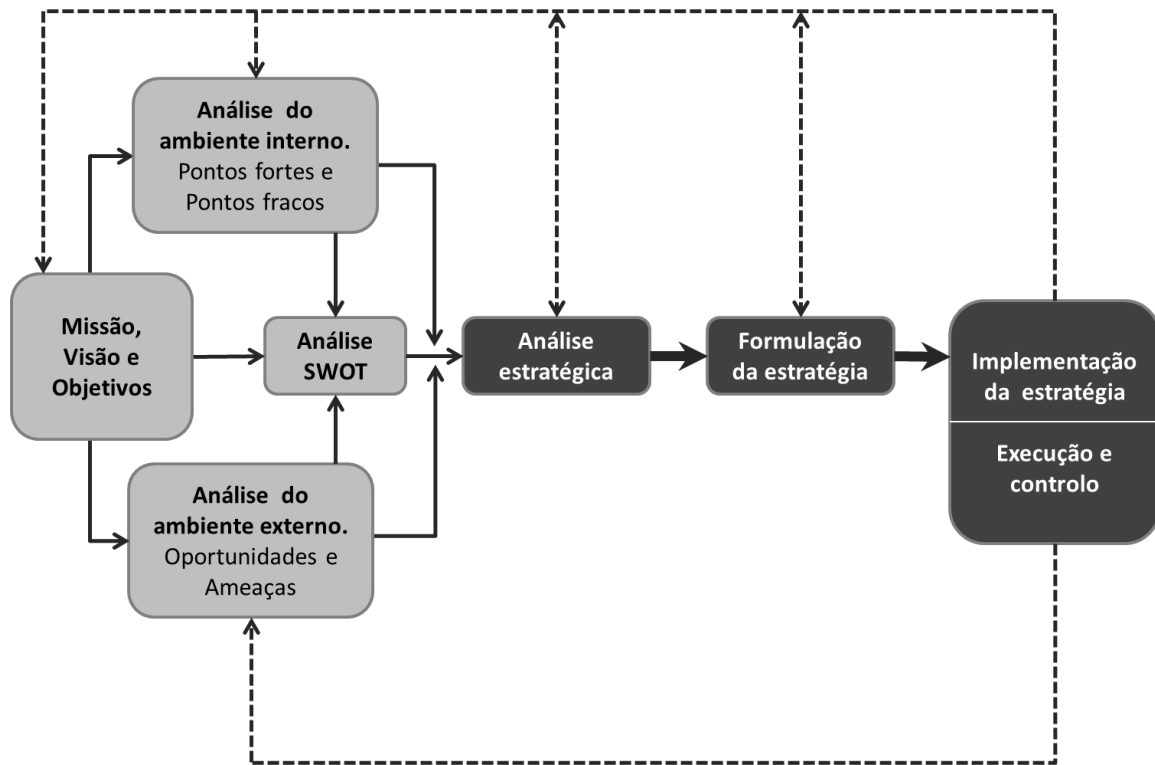 Análise do
ambiente interno.
Pontos fortes e
Pontos fracos
Missão,
Visão e
Objetivos
Análise
SWOT
Análise
estratégica
Formulação
da estratégia
Implementação
da estratégia
Execução e
controlo
Análise do
ambiente externo.
Oportunidades e
Ameaças